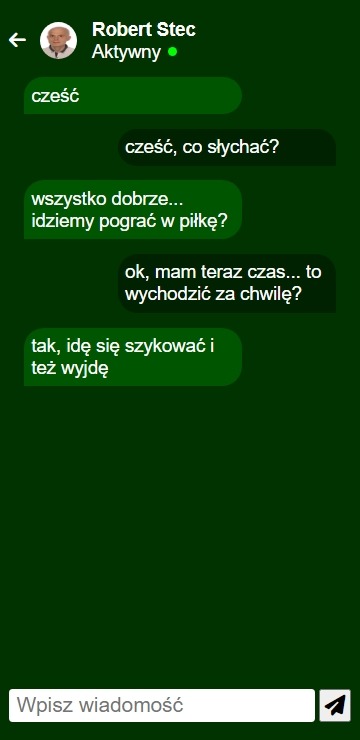 Robert Stec
Aktywny
cześć
cześć, co słychać?
wszystko dobrze...
idziemy pograć w piłkę?
ok, mam teraz czas... to
wychodzić za chwilę?
tak, idę się szykować i
też wyjdę
Wpisz wiadomość